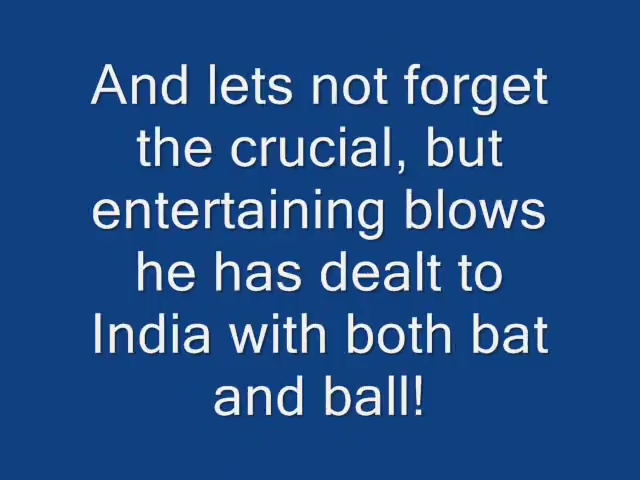 And lets not forget
the crucial, but
entertaining blows
he has dealt to
India with both bat
and ball!